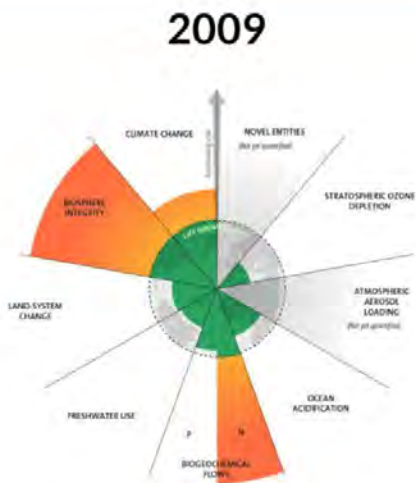 2009
CLIMATE CHANGE
NOVEL ENTITIES
(Not yet quantified)
STRATOSPHERIC OZONE
DEPLETION
ATMOSPHERIC
AEROSOL
LOADING
(Not yet quantified)
OCEAN
ACIDIFICATION
P
N
BIOGEOCHEMICAL
FLOWS
FRESHWATER USE
LAND-SYSTEM
CHANGE
BIOSPHERE
INTEGRITY